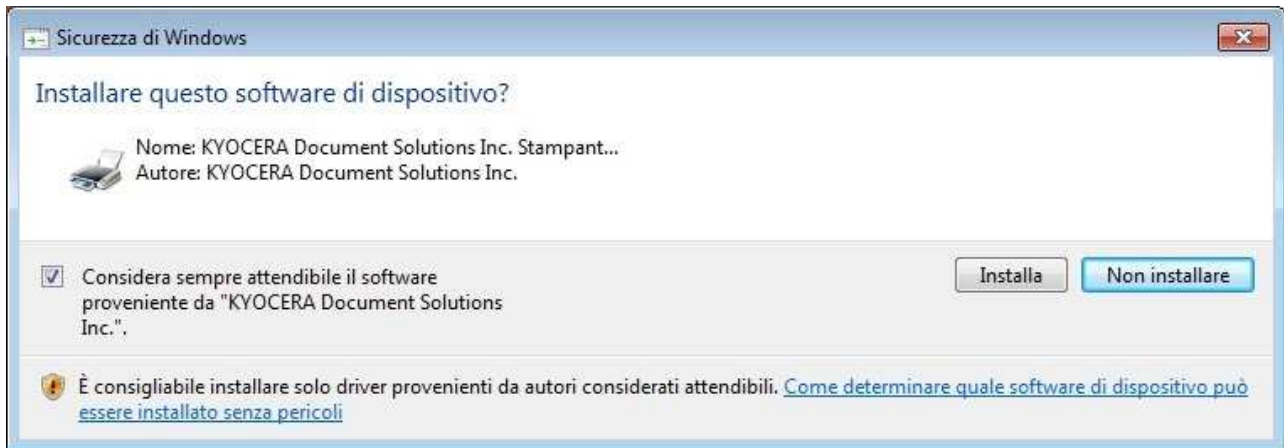 Sicurezza di Windows
Installare questo software di dispositivo?
Nome: KYOCERA Document Solutions Inc. Stampant...
Autore: KYOCERA Document Solutions Inc.
Considera sempre attendibile il software
proveniente da "KYOCERA Document Solutions
Inc.".
Installa
Non installare
È consigliabile installare solo driver provenienti da autori considerati attendibili. Come determinare quale software di dispositivo può
essere installato senza pericoli